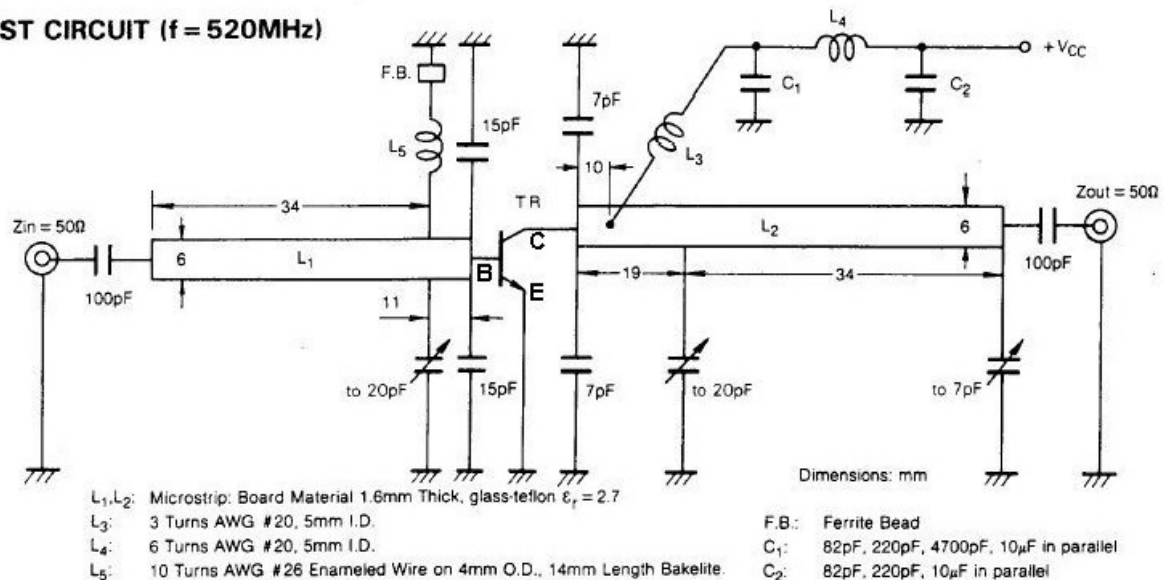 ST CIRCUIT (f = 520MHz)
L4
+ VCC
F.B.
C1
C2
7pF
15pF
L5
L3
10
34
TR
Zin = 50Ω
Zout = 50Ω
6
L1
C
B
E
L2
6
100pF
19
34
100pF
11
to 20pF
15pF
7pF
to 20pF
to 7pF
Dimensions: mm
L1,L2: Microstrip: Board Material 1.6mm Thick, glass-teflon εr = 2.7
L3: 3 Turns AWG #20, 5mm I.D.
L4: 6 Turns AWG #20, 5mm I.D.
L5: 10 Turns AWG #26 Enameled Wire on 4mm O.D., 14mm Length Bakelite.
F.B.: Ferrite Bead
C1: 82pF, 220pF, 4700pF, 10µF in parallel
C2: 82pF, 220pF, 10µF in parallel